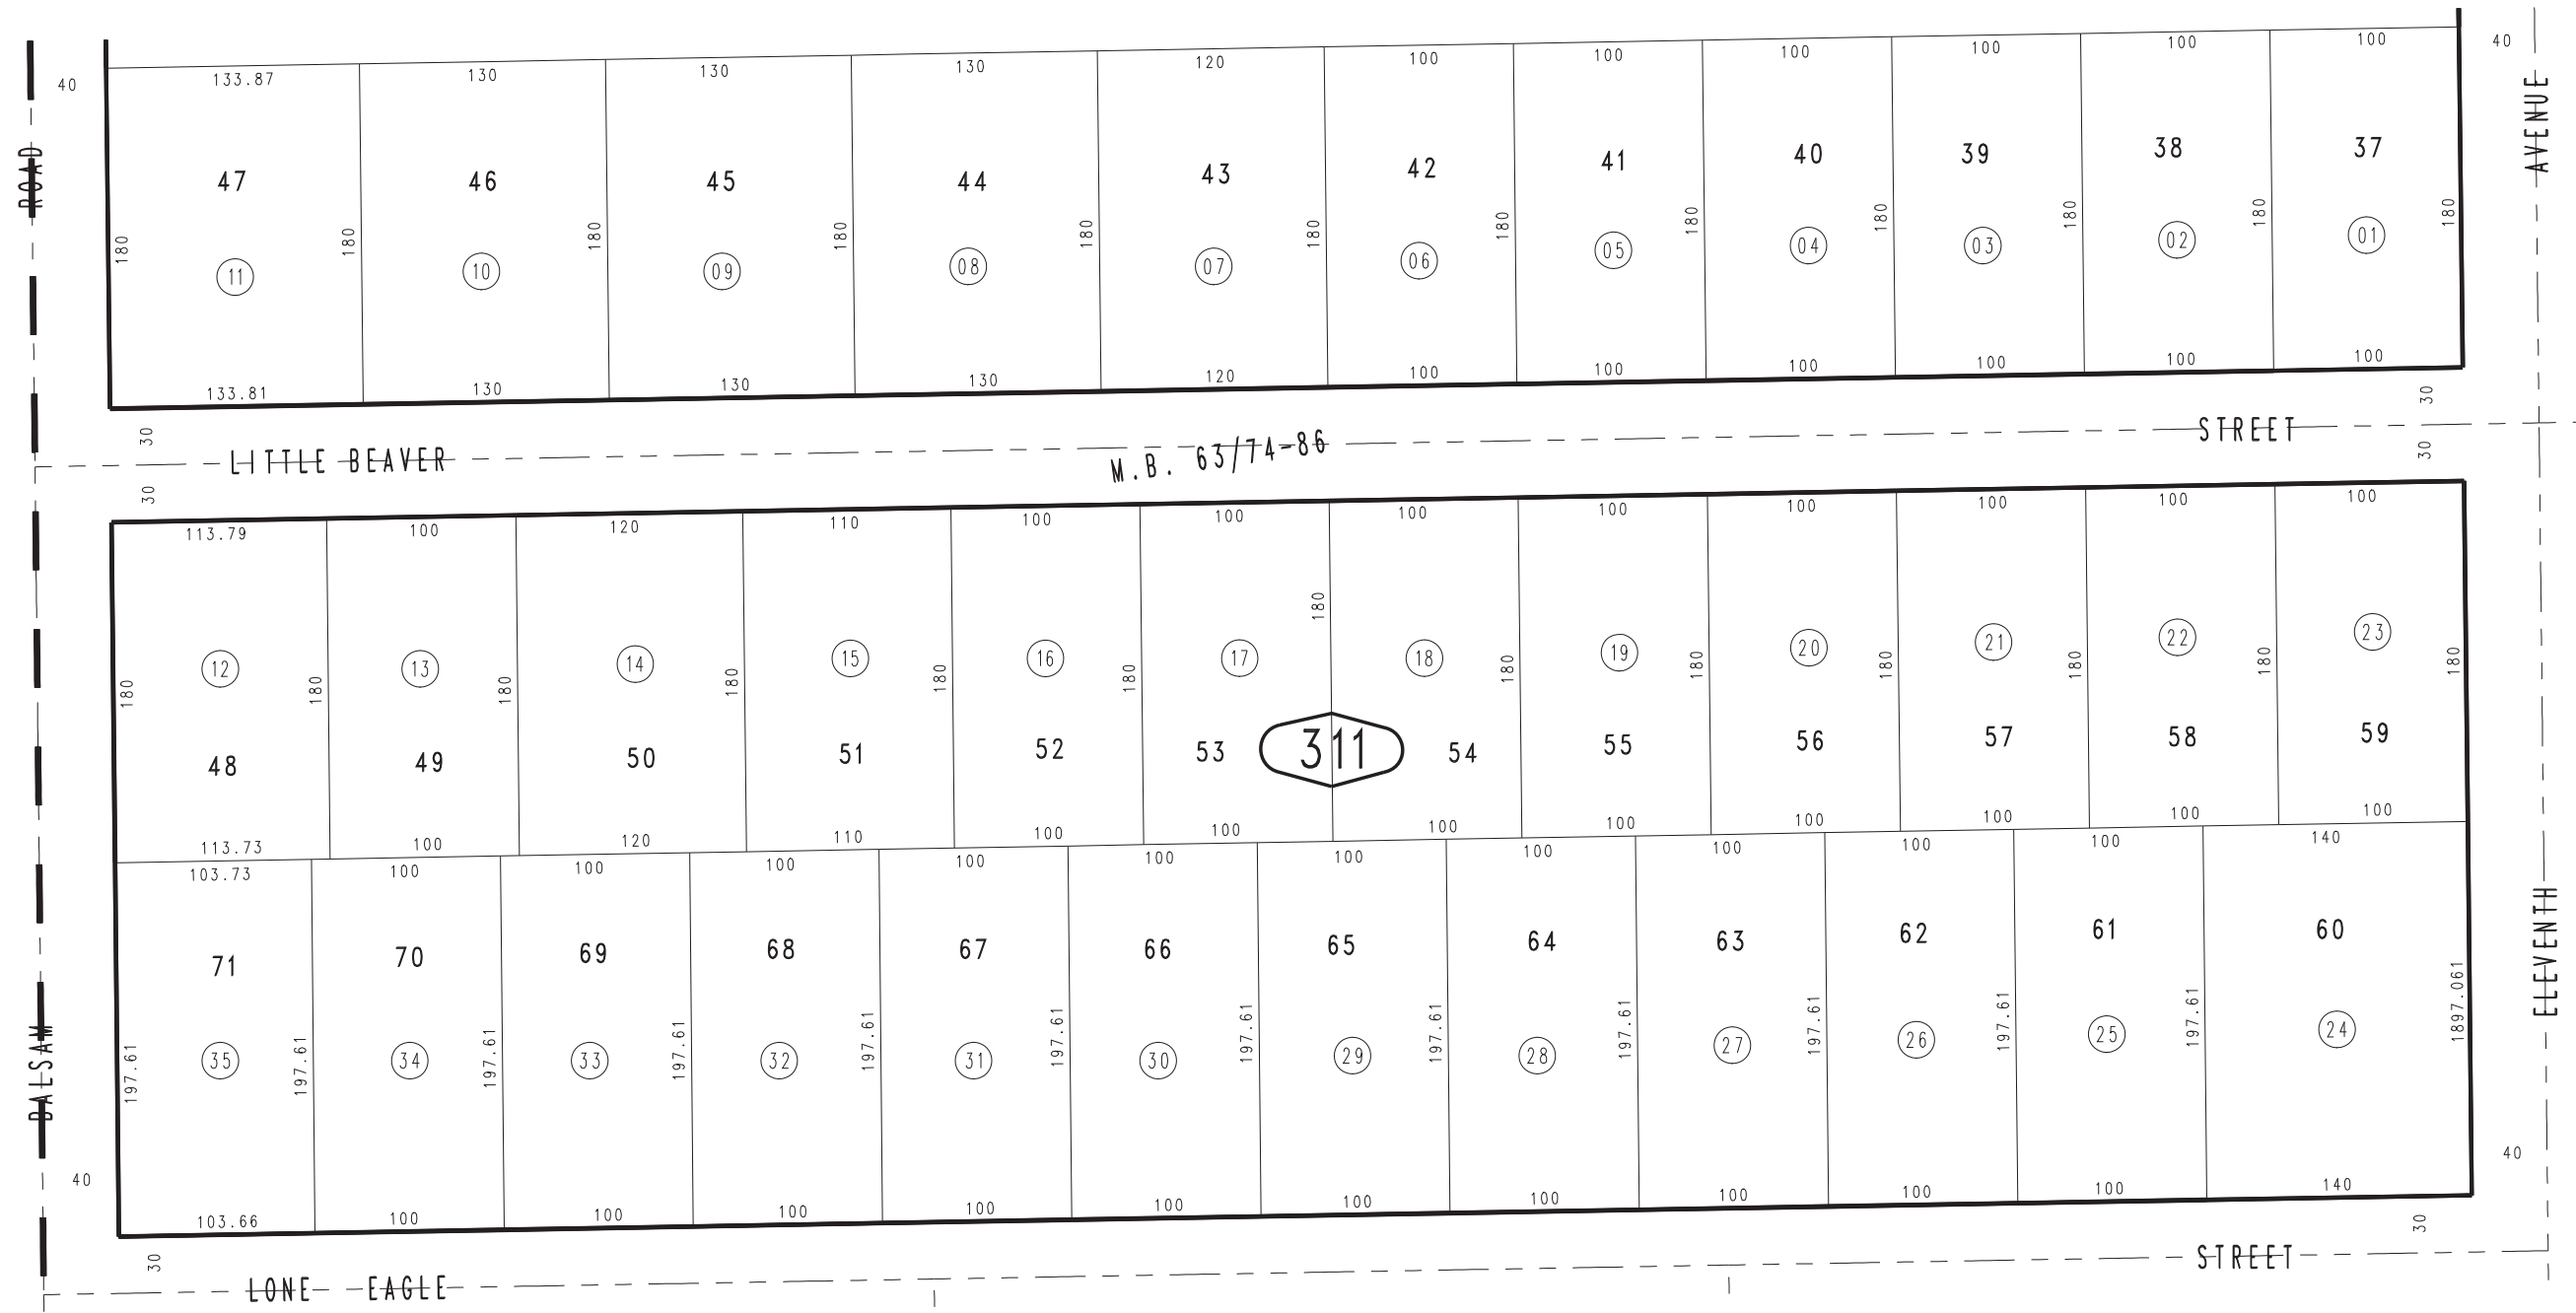 40
133.87 130 130 130 120 100 100 100 100 100 100
40
ROAD
AVENUE
47 46 45 44 43 42 41 40 39 38 37
180 180 180 180 180 180 180 180 180 180 180 180
11 10 09 08 07 06 05 04 03 02 01
133.81 130 130 130 120 100 100 100 100 100 100
30 30
LITTLE BEAVER M.B. 63/74-86 STREET
30 30
113.79 100 120 110 100 100 100 100 100 100 100 100
12 13 14 15 16 17 18 19 20 21 22 23
180 180 180 180 180 180 180 180 180 180 180 180 180
48 49 50 51 52 53 311 54 55 56 57 58 59
113.73 100 120 110 100 100 100 100 100 100 100 100
103.73 100 100 100 100 100 100 100 100 100 100 140
71 70 69 68 67 66 65 64 63 62 61 60
ELEVENTH
DALSAM
197.61 197.61 197.61 197.61 197.61 197.61 197.61 197.61 197.61 197.61 197.61 197.61 1897.061
35 34 33 32 31 30 29 28 27 26 25 24
40 40
103.66 100 100 100 100 100 100 100 100 100 100 140
30 30
LONE EAGLE STREET